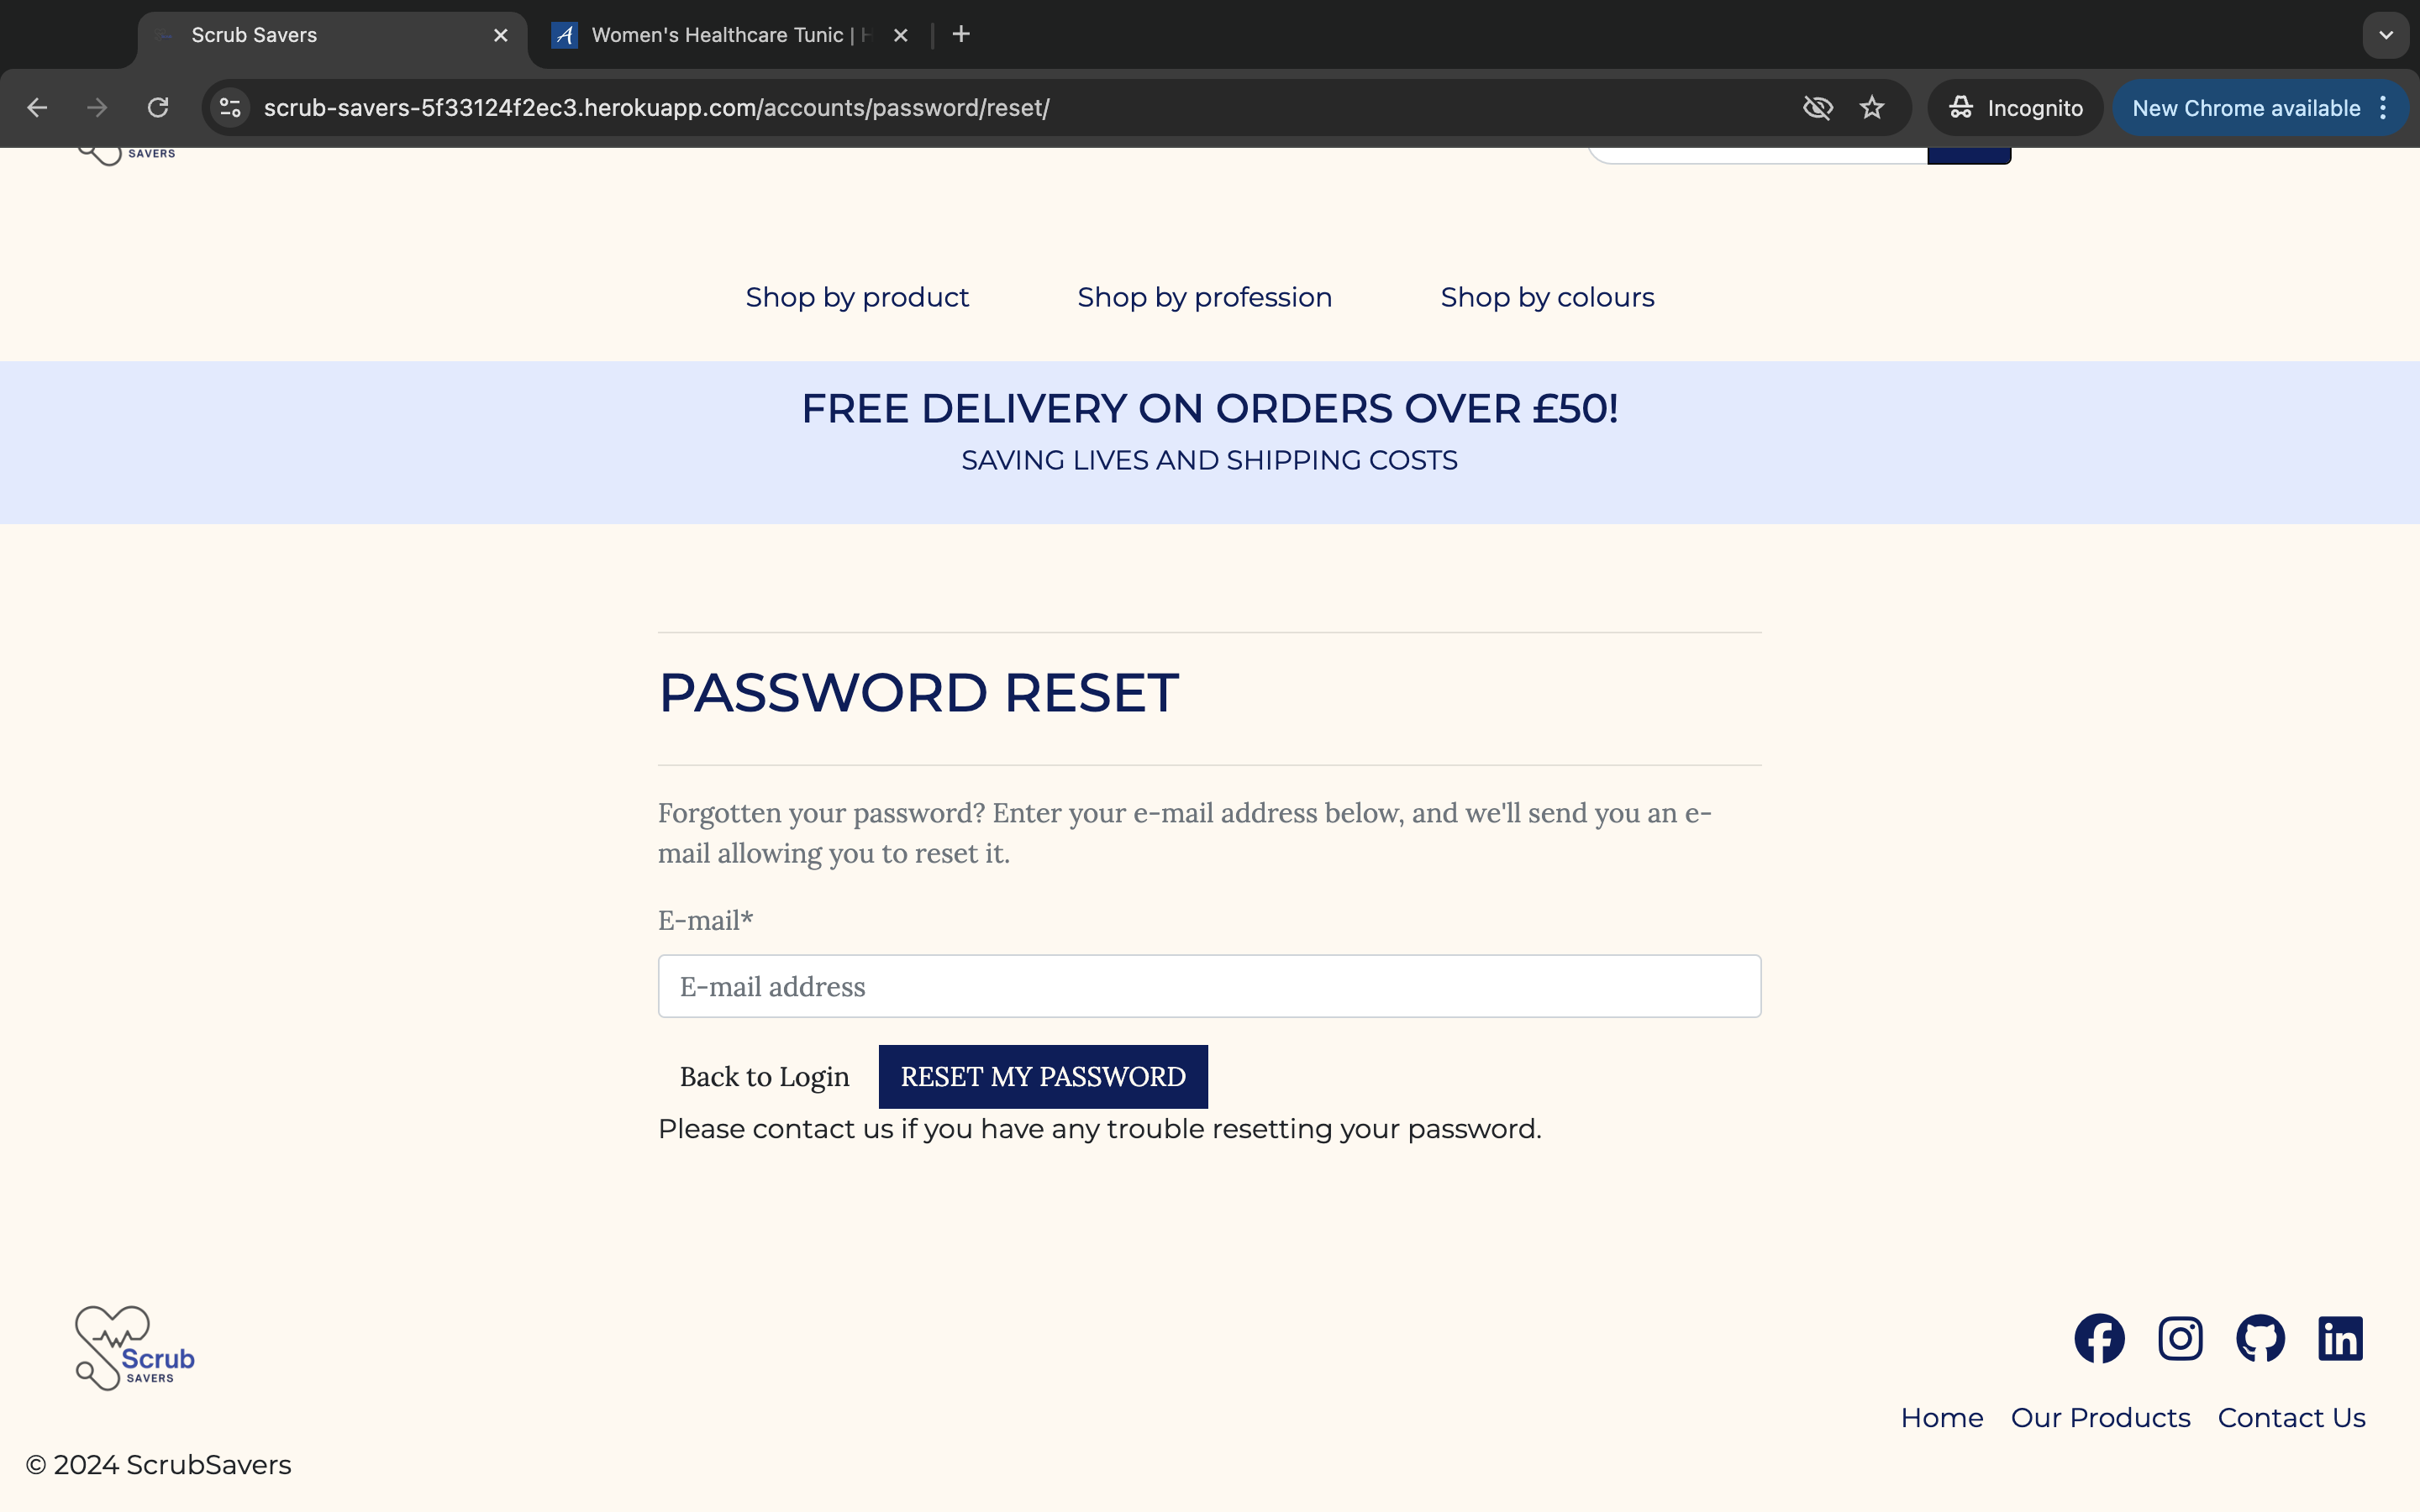 Scrub Savers
Women's Healthcare Tunic |
scrub-savers-5f33124f2ec3.herokuapp.com/accounts/password/reset/
Incognito
New Chrome available
SAVERS
Shop by product
Shop by profession
Shop by colours
FREE DELIVERY ON ORDERS OVER £50!
SAVING LIVES AND SHIPPING COSTS
PASSWORD RESET
Forgotten your password? Enter your e-mail address below, and we'll send you an e-
mail allowing you to reset it.
E-mail*
E-mail address
Back to Login
RESET MY PASSWORD
Please contact us if you have any trouble resetting your password.
Scrub
SAVERS
Home
Our Products
Contact Us
© 2024 ScrubSavers